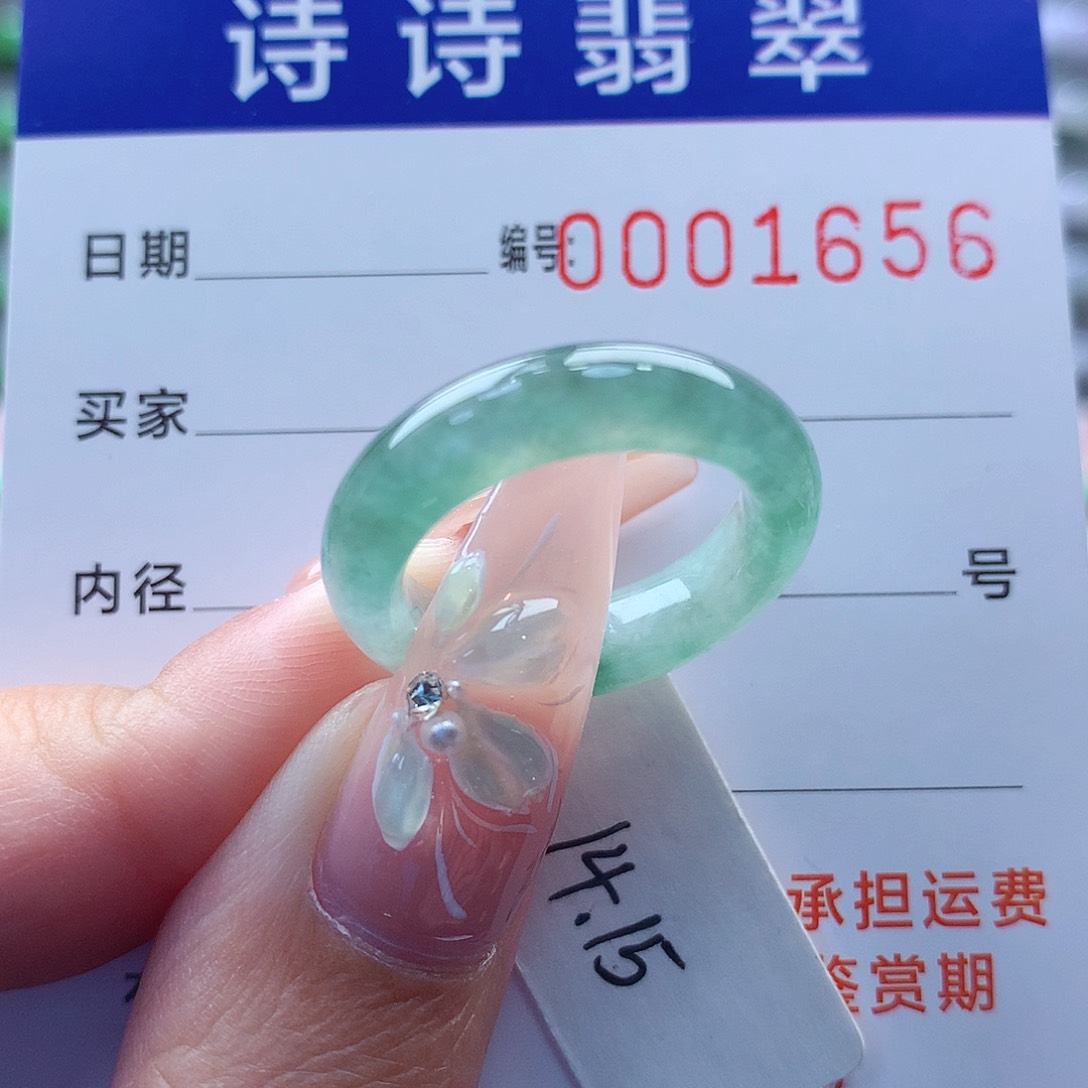 诗诗翡翠
日期 编号:0001656
买家
内径 号
14.15
承担运费
鉴赏期